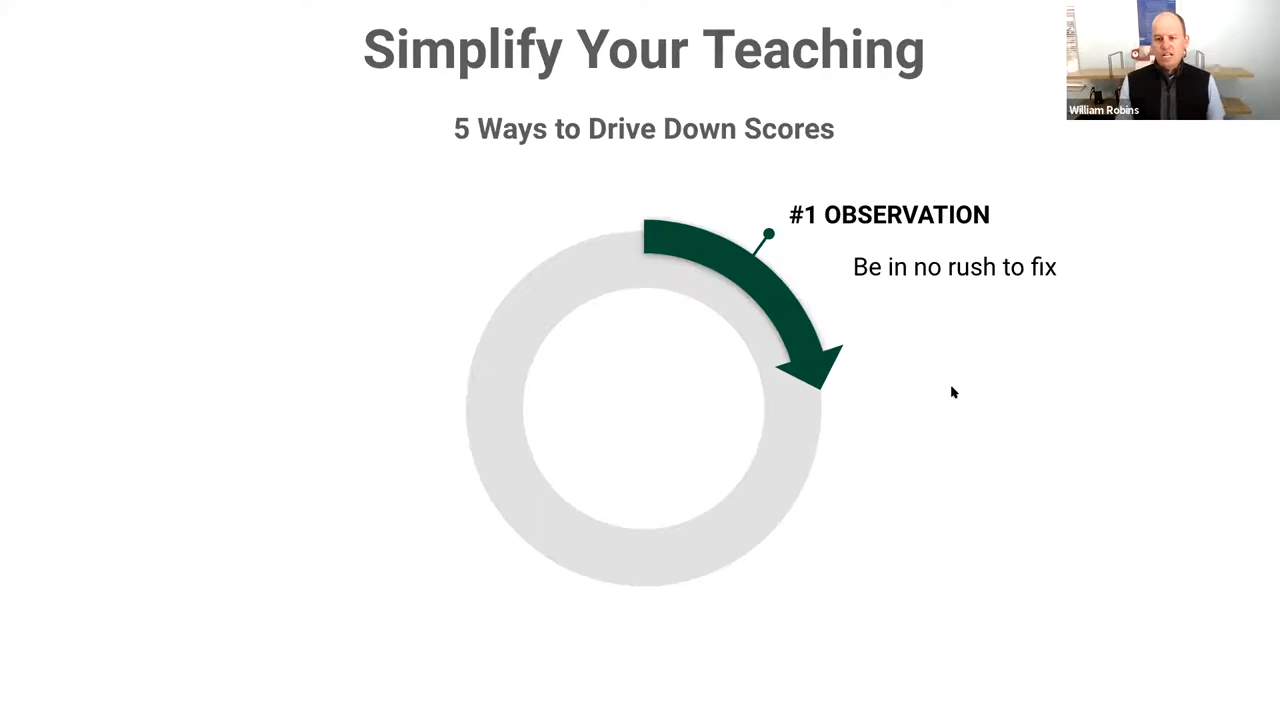 Simplify Your Teaching
5 Ways to Drive Down Scores
William Robins
#1 OBSERVATION
Be in no rush to fix